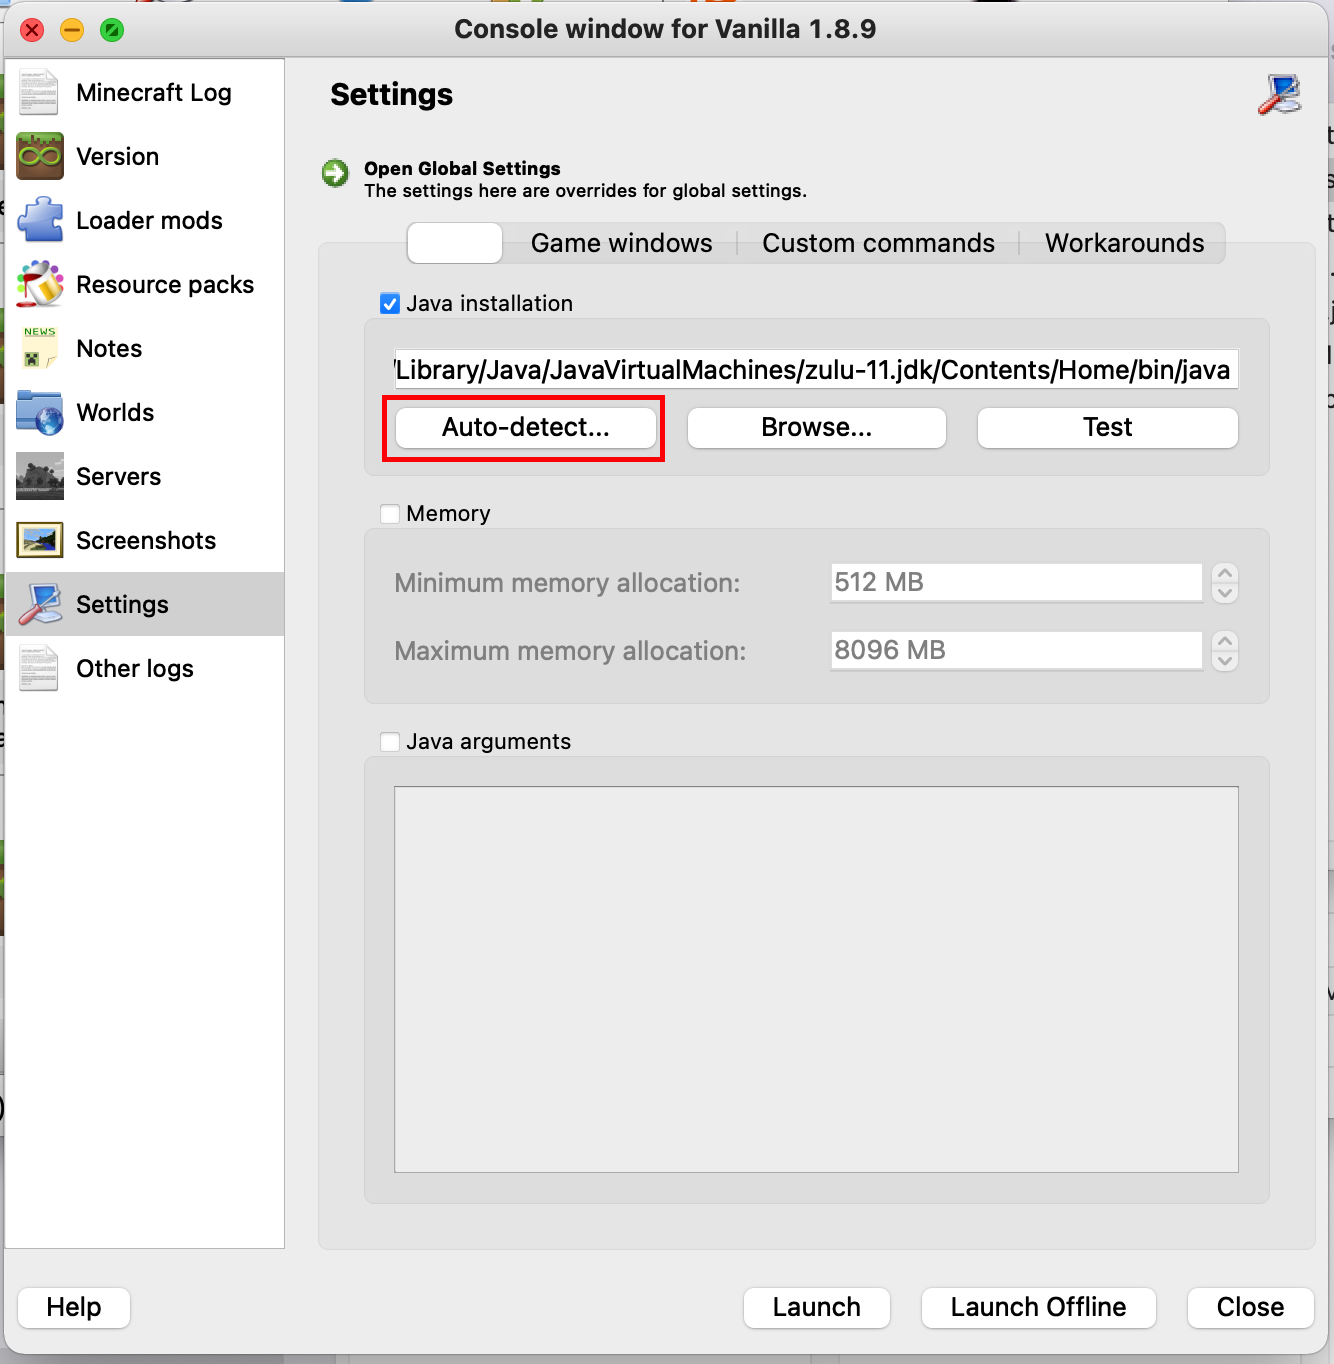 Console window for Vanilla 1.8.9
Minecraft Log
Version
Loader mods
Resource packs
NEWS
Notes
Worlds
Servers
Screenshots
Settings
Other logs
Settings
Open Global Settings
The settings here are overrides for global settings.
Game windows
Custom commands
Workarounds
Java installation
/Library/Java/JavaVirtualMachines/zulu-11.jdk/Contents/Home/bin/java
Auto-detect...
Browse...
Test
Memory
Minimum memory allocation:
512 MB
Maximum memory allocation:
8096 MB
Java arguments
Help
Launch
Launch Offline
Close